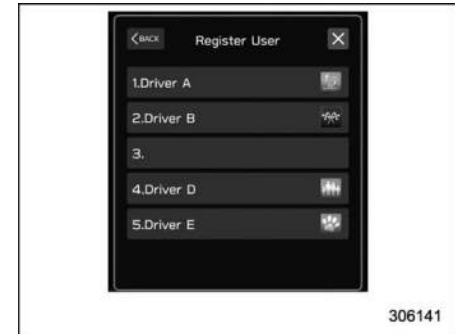 BACK Register User X
1.Driver A
2.Driver B
3.
4.Driver D
5.Driver E
306141